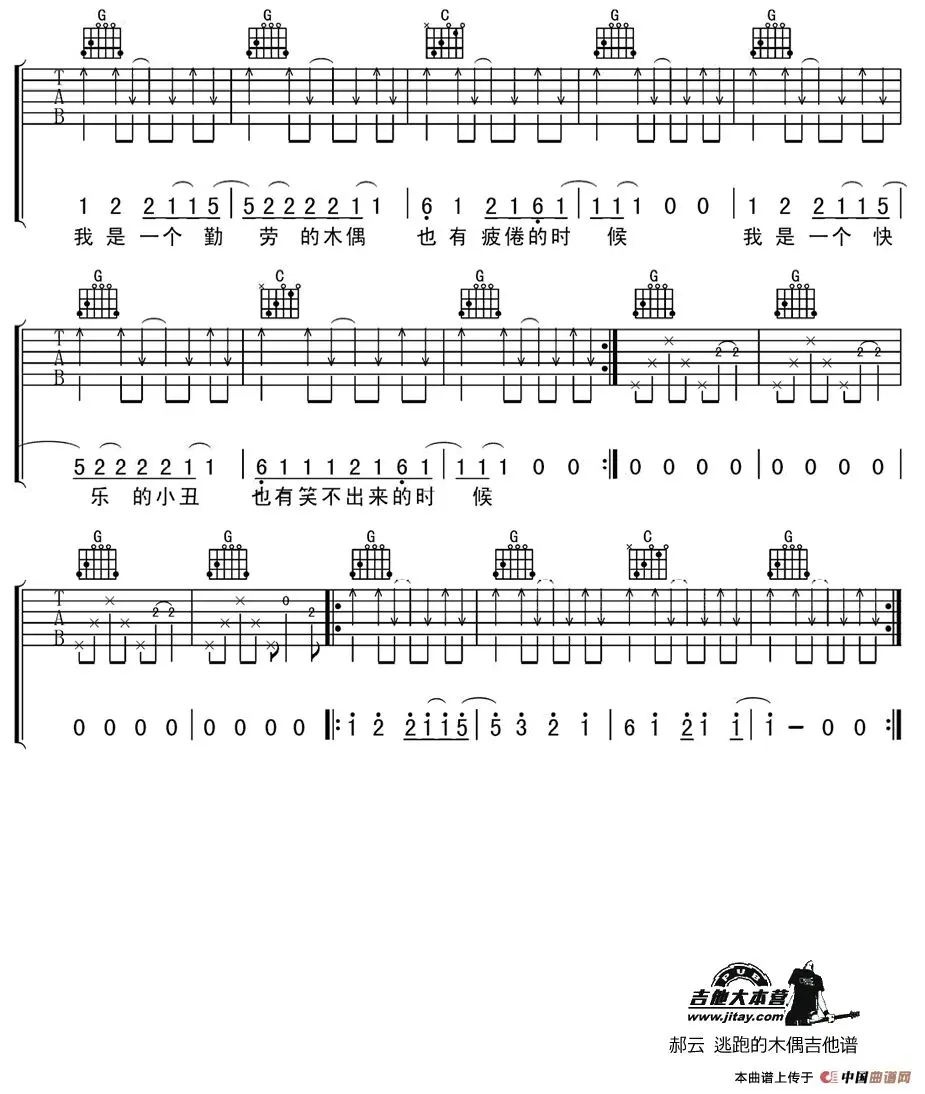 G G C G G
T
A
B
1 2 2 1 1 5 | 5 2 2 2 2 1 1 | 6 1 2 1 6 1 | 1 1 1 0 0 | 1 2 2 1 1 5
我是一个勤 劳的木偶 也有疲倦的时候 我是一个快
G C G G G
T
A
B
2 2 2 2
5 2 2 2 2 1 1 | 6 1 1 1 2 1 6 1 | 1 1 1 0 0 :| 0 0 0 0 | 0 0 0 0
乐的小丑 也有笑不出来的时候
G G G G C G
T
A
B
2 2 0 2
0 0 0 0 | 0 0 0 0 |: 1 2 2 1 1 5 | 5 3 2 1 | 6 1 2 1 1 | 1 — 0 0 :|
PUB
吉他大本营
www.jitay.com
郝云 逃跑的木偶吉他谱
本曲谱上传于 中国曲谱网